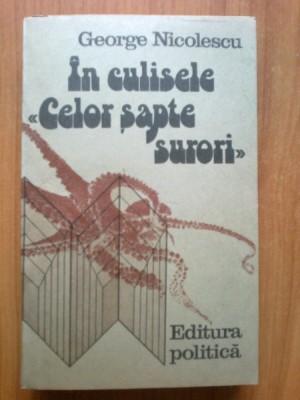 George Nicolescu
În culisele
«Celor șapte
surori»
Editura
politică